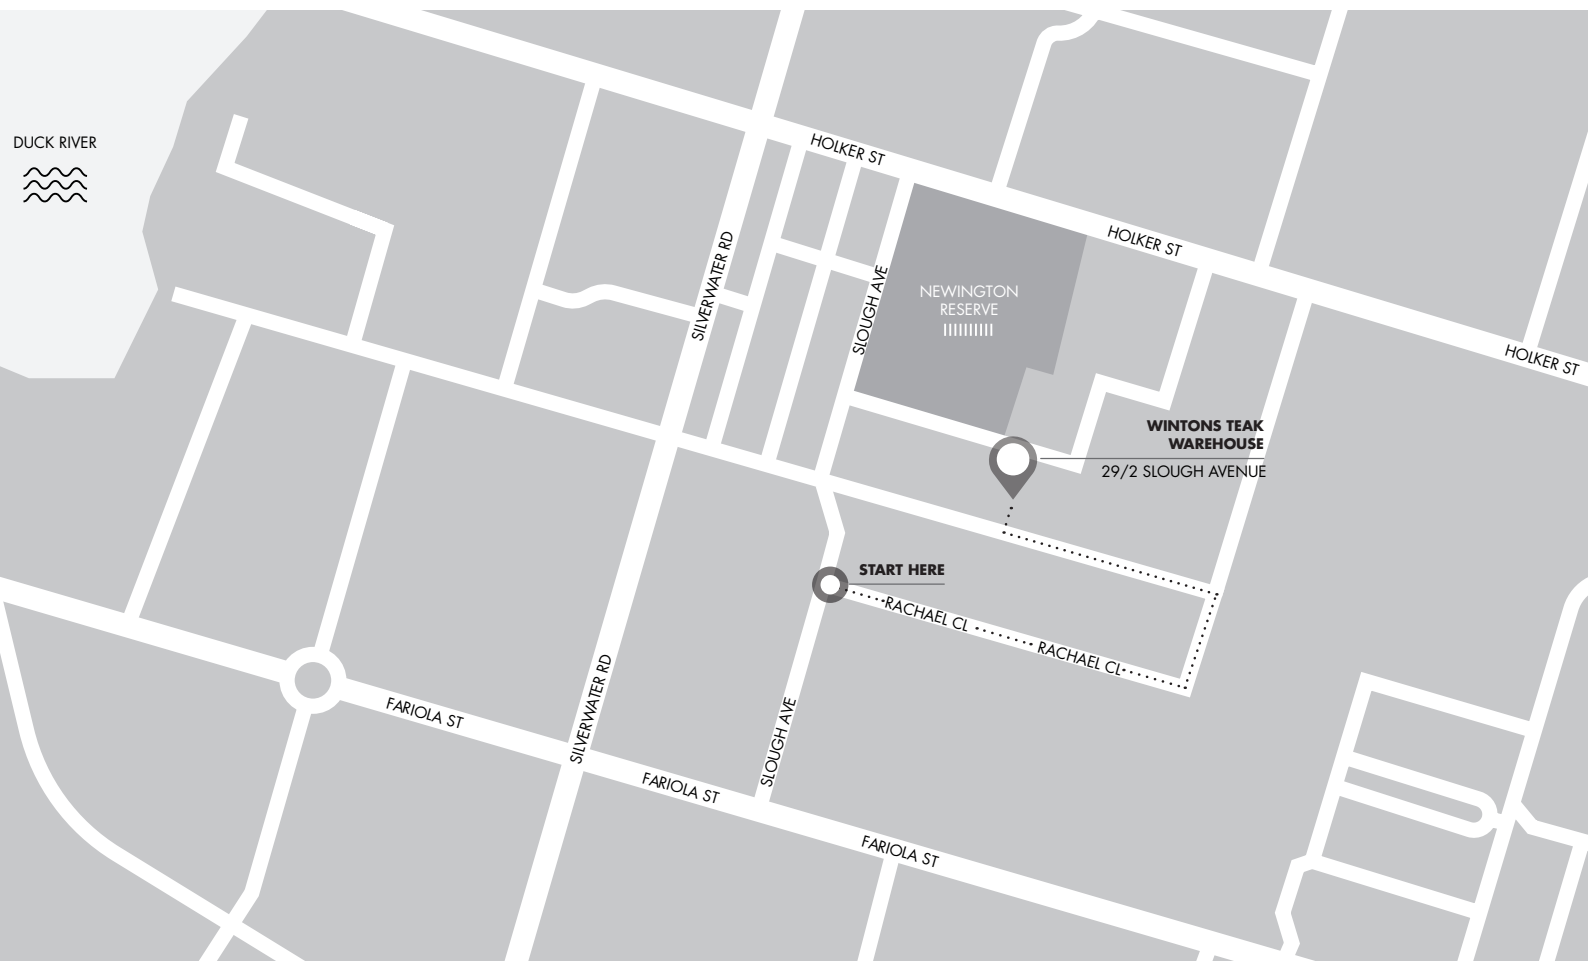 DUCK RIVER
HOLKER ST
HOLKER ST
HOLKER ST
SILVERWATER RD
SLOUGH AVE
NEWINGTON
RESERVE
WINTONS TEAK
WAREHOUSE
29/2 SLOUGH AVENUE
START HERE
RACHAEL CL
RACHAEL CL
SILVERWATER RD
SLOUGH AVE
FARIOLA ST
FARIOLA ST
FARIOLA ST